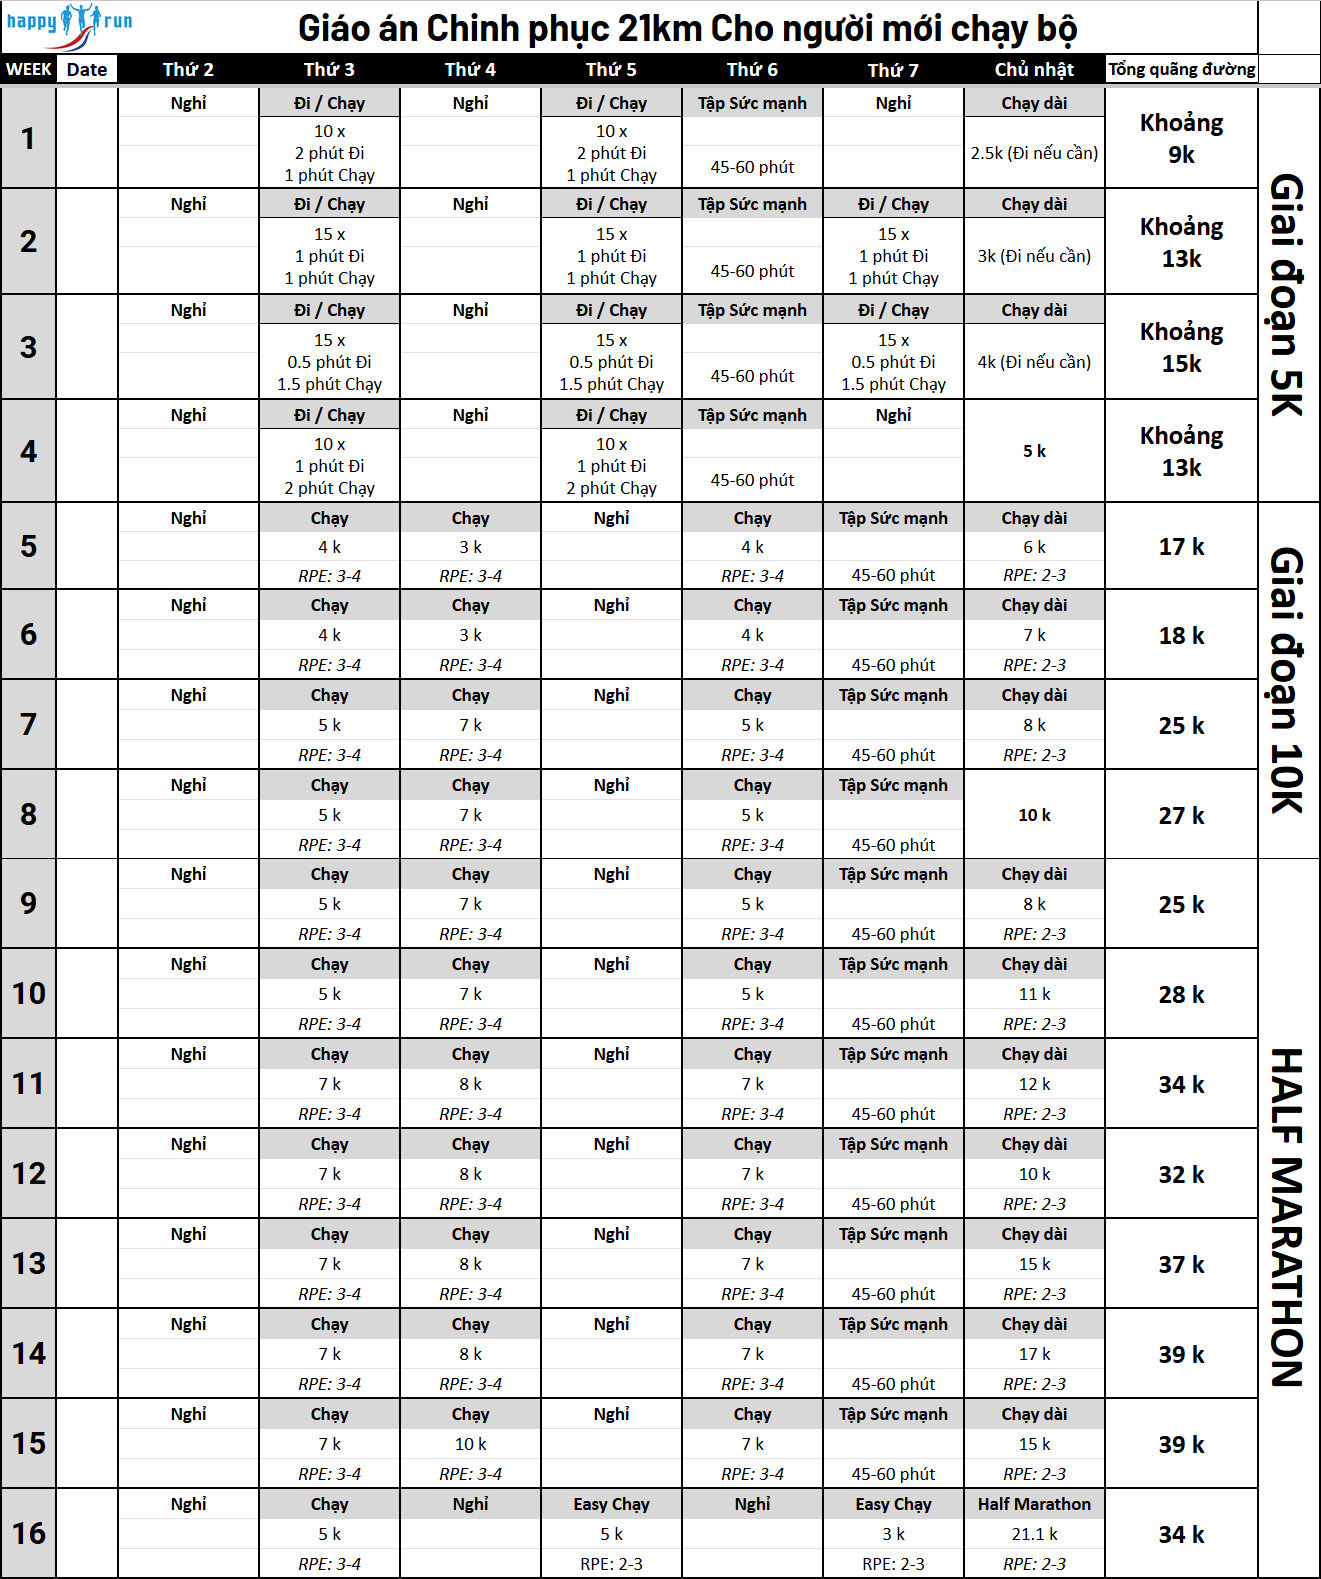 happy run
Giáo án Chinh phục 21km Cho người mới chạy bộ
WEEK Date Thứ 2 Thứ 3 Thứ 4 Thứ 5 Thứ 6 Thứ 7 Chủ nhật Tổng quãng đường
Nghỉ Đi / Chạy Nghỉ Đi / Chạy Tập Sức mạnh Nghỉ Chạy dài
1 10 x 10 x Khoảng
2 phút Đi 2 phút Đi 2.5k (Đi nếu cần) 9k
1 phút Chạy 1 phút Chạy 45-60 phút
Nghỉ Đi / Chạy Nghỉ Đi / Chạy Tập Sức mạnh Đi / Chạy Chạy dài
2 15 x 15 x 15 x Khoảng
1 phút Đi 1 phút Đi 1 phút Đi 3k (Đi nếu cần) 13k
1 phút Chạy 1 phút Chạy 45-60 phút 1 phút Chạy
Nghỉ Đi / Chạy Nghỉ Đi / Chạy Tập Sức mạnh Đi / Chạy Chạy dài
3 15 x 15 x 15 x Khoảng
0.5 phút Đi 0.5 phút Đi 0.5 phút Đi 4k (Đi nếu cần) 15k
1.5 phút Chạy 1.5 phút Chạy 45-60 phút 1.5 phút Chạy
Nghỉ Đi / Chạy Nghỉ Đi / Chạy Tập Sức mạnh Nghỉ
4 10 x 10 x 5 k Khoảng
1 phút Đi 1 phút Đi 13k
2 phút Chạy 2 phút Chạy 45-60 phút
Giai đoạn 5K
Nghỉ Chạy Chạy Nghỉ Chạy Tập Sức mạnh Chạy dài
5 4 k 3 k 4 k 6 k 17 k
RPE: 3-4 RPE: 3-4 RPE: 3-4 45-60 phút RPE: 2-3
Nghỉ Chạy Chạy Nghỉ Chạy Tập Sức mạnh Chạy dài
6 4 k 3 k 4 k 7 k 18 k
RPE: 3-4 RPE: 3-4 RPE: 3-4 45-60 phút RPE: 2-3
Nghỉ Chạy Chạy Nghỉ Chạy Tập Sức mạnh Chạy dài
7 5 k 7 k 5 k 8 k 25 k
RPE: 3-4 RPE: 3-4 RPE: 3-4 45-60 phút RPE: 2-3
Nghỉ Chạy Chạy Nghỉ Chạy Tập Sức mạnh
8 5 k 7 k 5 k 10 k 27 k
RPE: 3-4 RPE: 3-4 RPE: 3-4 45-60 phút
Giai đoạn 10K
Nghỉ Chạy Chạy Nghỉ Chạy Tập Sức mạnh Chạy dài
9 5 k 7 k 5 k 8 k 25 k
RPE: 3-4 RPE: 3-4 RPE: 3-4 45-60 phút RPE: 2-3
Nghỉ Chạy Chạy Nghỉ Chạy Tập Sức mạnh Chạy dài
10 5 k 7 k 5 k 11 k 28 k
RPE: 3-4 RPE: 3-4 RPE: 3-4 45-60 phút RPE: 2-3
Nghỉ Chạy Chạy Nghỉ Chạy Tập Sức mạnh Chạy dài
11 7 k 8 k 7 k 12 k 34 k
RPE: 3-4 RPE: 3-4 RPE: 3-4 45-60 phút RPE: 2-3
Nghỉ Chạy Chạy Nghỉ Chạy Tập Sức mạnh Chạy dài
12 7 k 8 k 7 k 10 k 32 k
RPE: 3-4 RPE: 3-4 RPE: 3-4 45-60 phút RPE: 2-3
Nghỉ Chạy Chạy Nghỉ Chạy Tập Sức mạnh Chạy dài
13 7 k 8 k 7 k 15 k 37 k
RPE: 3-4 RPE: 3-4 RPE: 3-4 45-60 phút RPE: 2-3
Nghỉ Chạy Chạy Nghỉ Chạy Tập Sức mạnh Chạy dài
14 7 k 8 k 7 k 17 k 39 k
RPE: 3-4 RPE: 3-4 RPE: 3-4 45-60 phút RPE: 2-3
Nghỉ Chạy Chạy Nghỉ Chạy Tập Sức mạnh Chạy dài
15 7 k 10 k 7 k 15 k 39 k
RPE: 3-4 RPE: 3-4 RPE: 3-4 45-60 phút RPE: 2-3
Nghỉ Chạy Nghỉ Easy Chạy Nghỉ Easy Chạy Half Marathon
16 5 k 5 k 3 k 21.1 k 34 k
RPE: 3-4 RPE: 2-3 RPE: 2-3 RPE: 2-3
HALF MARATHON